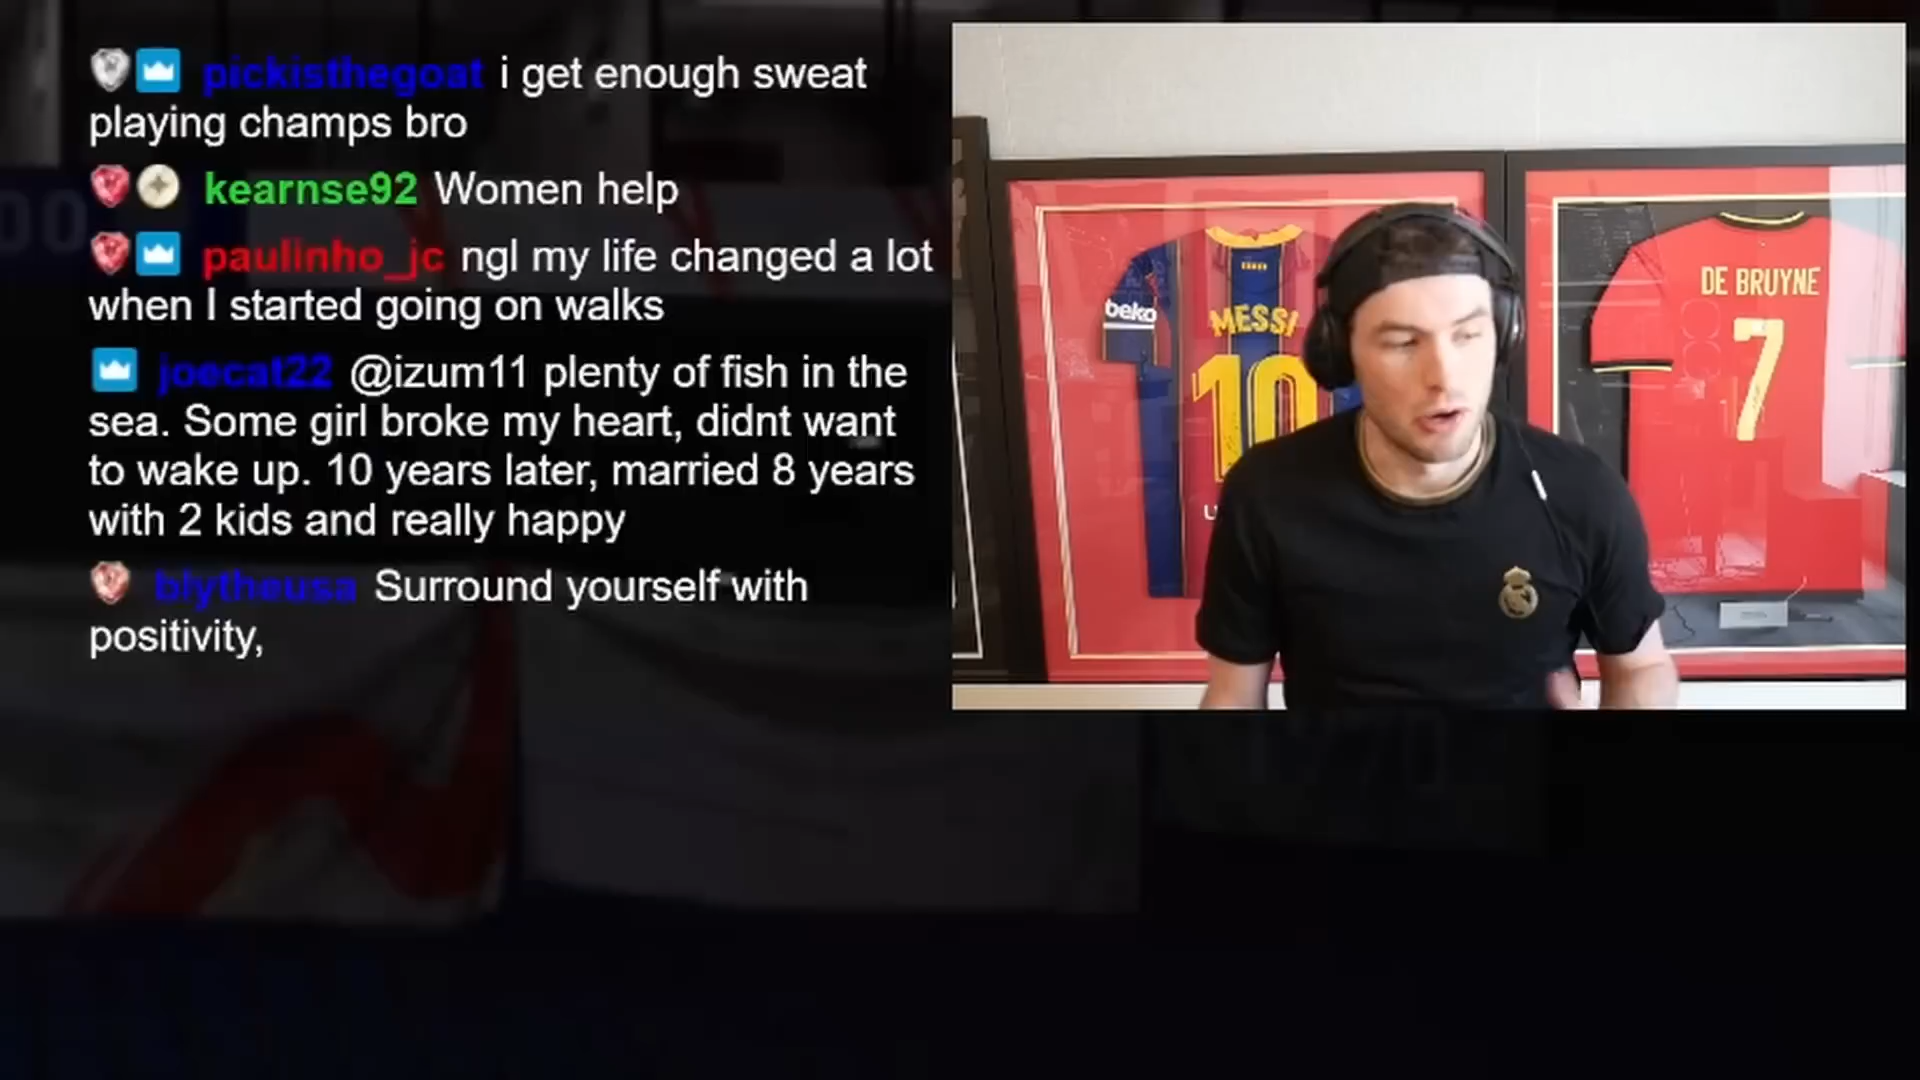 pickisthegoat i get enough sweat
playing champs bro
kearnse92 Women help
paulinho_jc ngl my life changed a lot
when I started going on walks
joecat22 @izum11 plenty of fish in the
sea. Some girl broke my heart, didnt want
to wake up. 10 years later, married 8 years
with 2 kids and really happy
blytheusa Surround yourself with
positivity,
beko
MESSI
10
DE BRUYNE
7